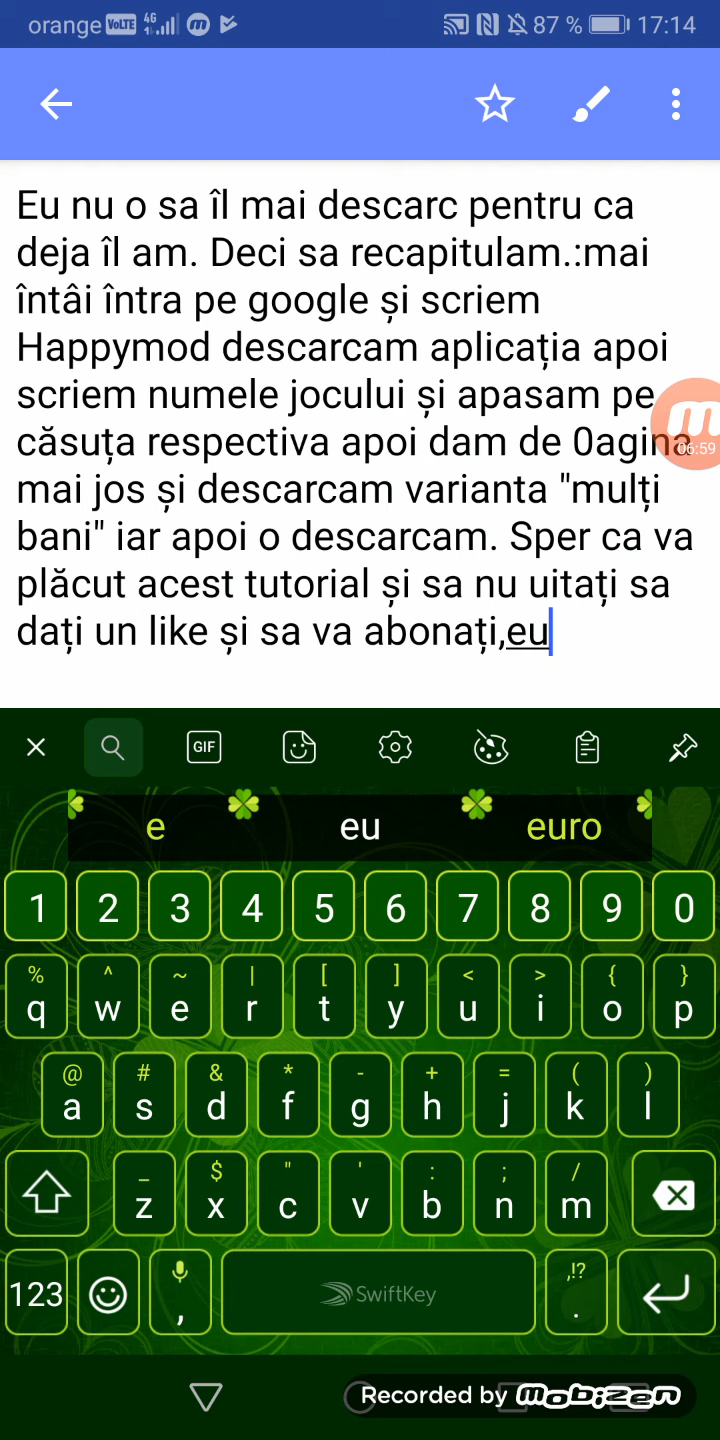 orange VoLTE 4G 87 % 17:14
Eu nu o sa îl mai descarc pentru ca
deja îl am. Deci sa recapitulam.:mai
întâi întra pe google și scriem
Happymod descarcam aplicația apoi
scriem numele jocului și apasam pe
căsuța respectiva apoi dam de 0agina
06:59
mai jos și descarcam varianta "mulți
bani" iar apoi o descarcam. Sper ca va
plăcut acest tutorial și sa nu uitați sa
dați un like și sa va abonați,eu
GIF
e eu euro
1 2 3 4 5 6 7 8 9 0
% ^ ~ | [ ] < > { }
q w e r t y u i o p
@ # & * - + = ( )
a s d f g h j k l
_ $ " ' : ; /
z x c v b n m
,!?
123 , SwiftKey .
Recorded by mobizen